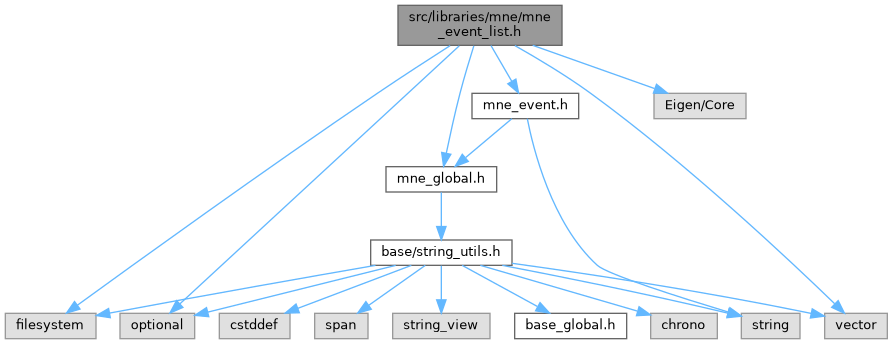 src/libraries/mne/mne
_event_list.h
mne_event.h
Eigen/Core
mne_global.h
base/string_utils.h
filesystem
optional
cstddef
span
string_view
base_global.h
chrono
string
vector